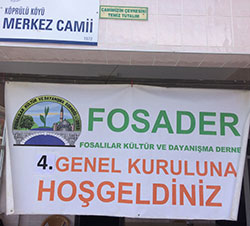 KÖPRÜLÜ KÖYÜ
MERKEZ CAMİİ
CAMİMİZİN ÇEVRESİNİ
TEMİZ TUTALIM
FOSADER
FOSALILAR KÜLTÜR VE DAYANIŞMA DERNE
4.GENEL KURULUNA
HOŞGELDİNİZ